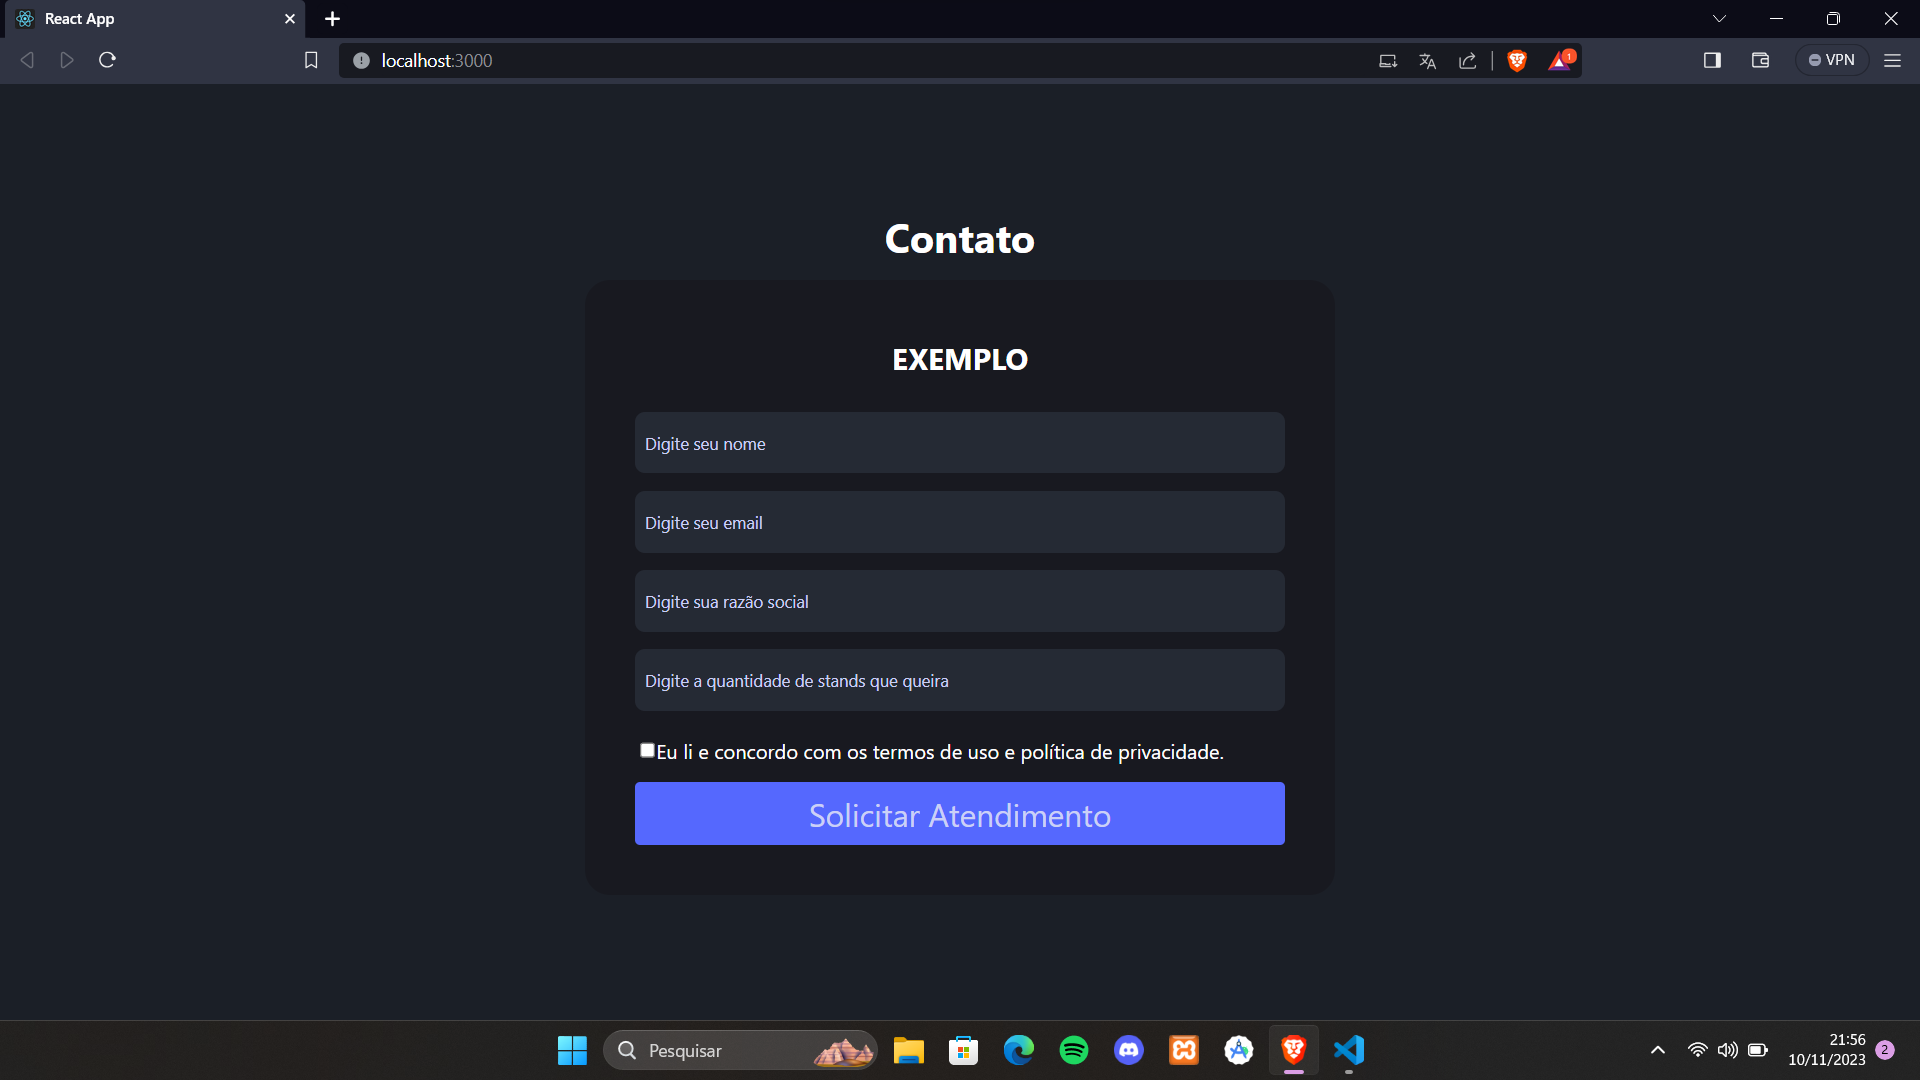 React App
localhost:3000
1
VPN
Contato
EXEMPLO
Digite seu nome
Digite seu email
Digite sua razão social
Digite a quantidade de stands que queira
Eu li e concordo com os termos de uso e política de privacidade.
Solicitar Atendimento
Pesquisar
21:56
10/11/2023
2